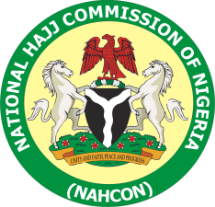 NATIONAL HAJJ COMMISSION OF NIGERIA
UNITY AND FAITH, PEACE AND PROGRESS
(NAHCON)